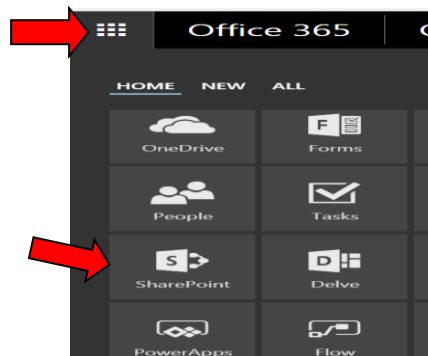 Office 365
HOME NEW ALL
F
OneDrive Forms
People Tasks
S D
SharePoint Delve
PowerApps Flow